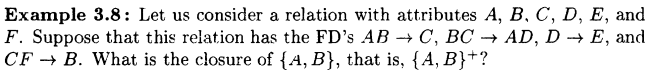 Example 3.8: Let us consider a relation with attributes A, B, C, D, E, and
F. Suppose that this relation has the FD's AB → C, BC → AD, D → E, and
CF → B. What is the closure of {A, B}, that is, {A, B}⁺?